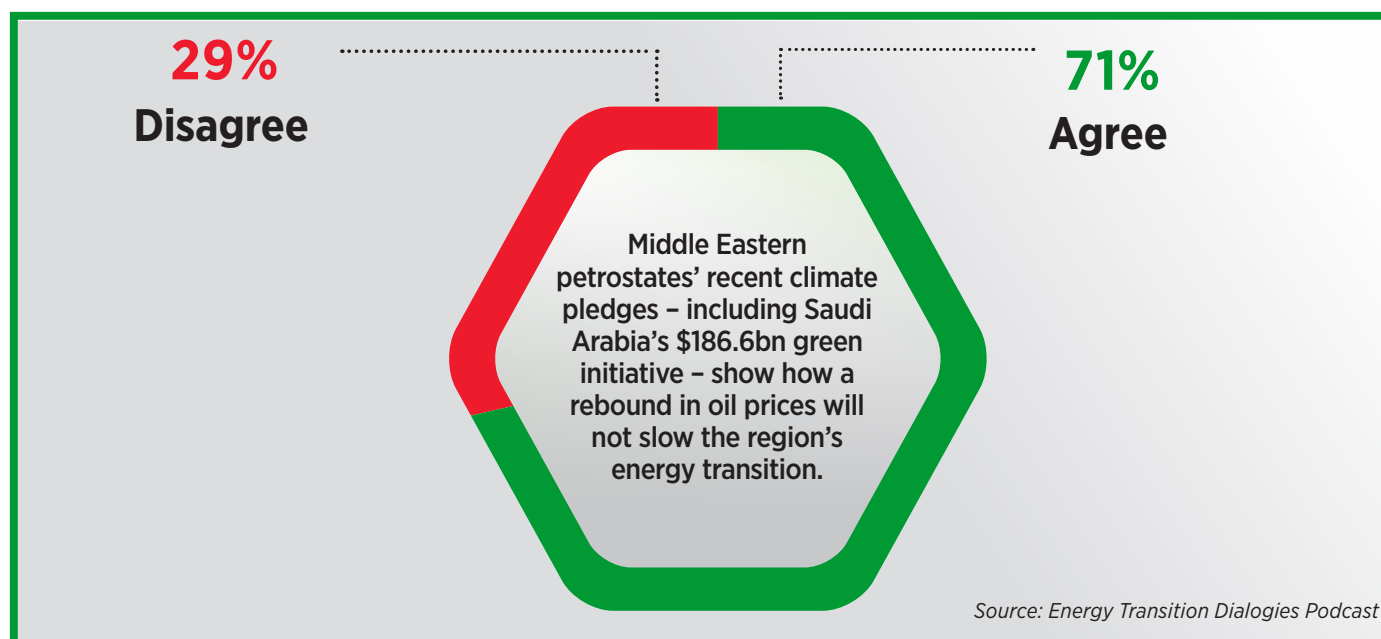 29%
Disagree
71%
Agree
Middle Eastern
petrostates’ recent climate
pledges – including Saudi
Arabia’s $186.6bn green
initiative – show how a
rebound in oil prices will
not slow the region’s
energy transition.
Source: Energy Transition Dialogies Podcast